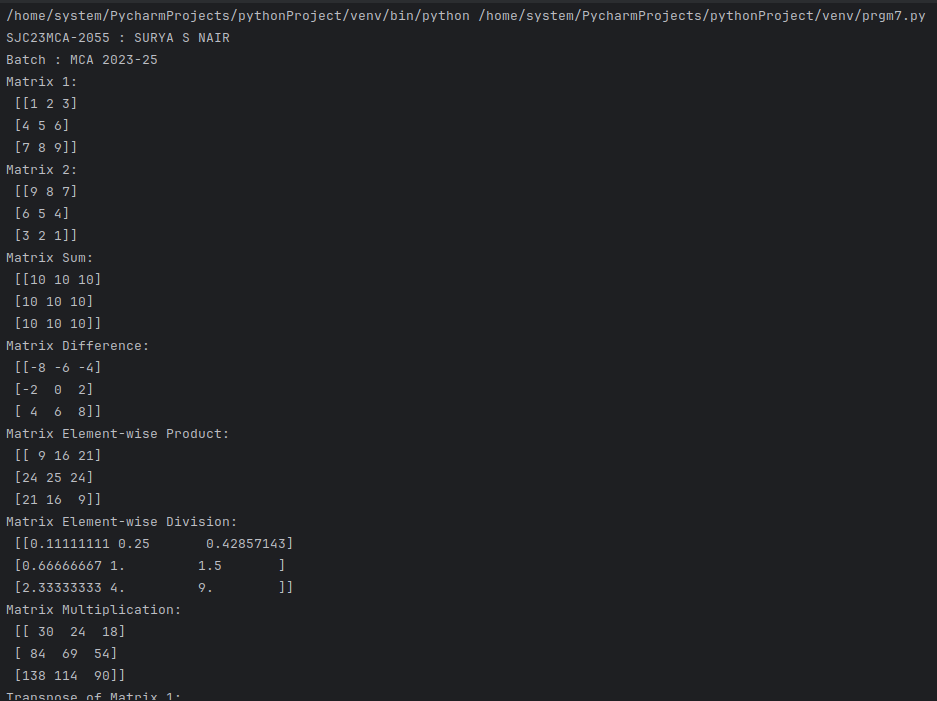 /home/system/PycharmProjects/pythonProject/venv/bin/python /home/system/PycharmProjects/pythonProject/venv/prgm7.py
SJC23MCA-2055 : SURYA S NAIR
Batch : MCA 2023-25
Matrix 1:
 [[1 2 3]
 [4 5 6]
 [7 8 9]]
Matrix 2:
 [[9 8 7]
 [6 5 4]
 [3 2 1]]
Matrix Sum:
 [[10 10 10]
 [10 10 10]
 [10 10 10]]
Matrix Difference:
 [[-8 -6 -4]
 [-2  0  2]
 [ 4  6  8]]
Matrix Element-wise Product:
 [[ 9 16 21]
 [24 25 24]
 [21 16  9]]
Matrix Element-wise Division:
 [[0.11111111 0.25       0.42857143]
 [0.66666667 1.         1.5       ]
 [2.33333333 4.         9.        ]]
Matrix Multiplication:
 [[ 30  24  18]
 [ 84  69  54]
 [138 114  90]]
Transpose of Matrix 1: